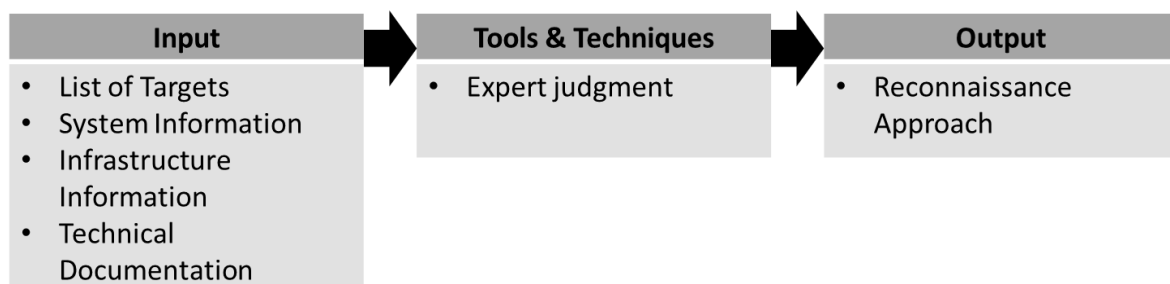 Input
• List of Targets
• System Information
• Infrastructure
Information
• Technical
Documentation
Tools & Techniques
• Expert judgment
Output
• Reconnaissance
Approach